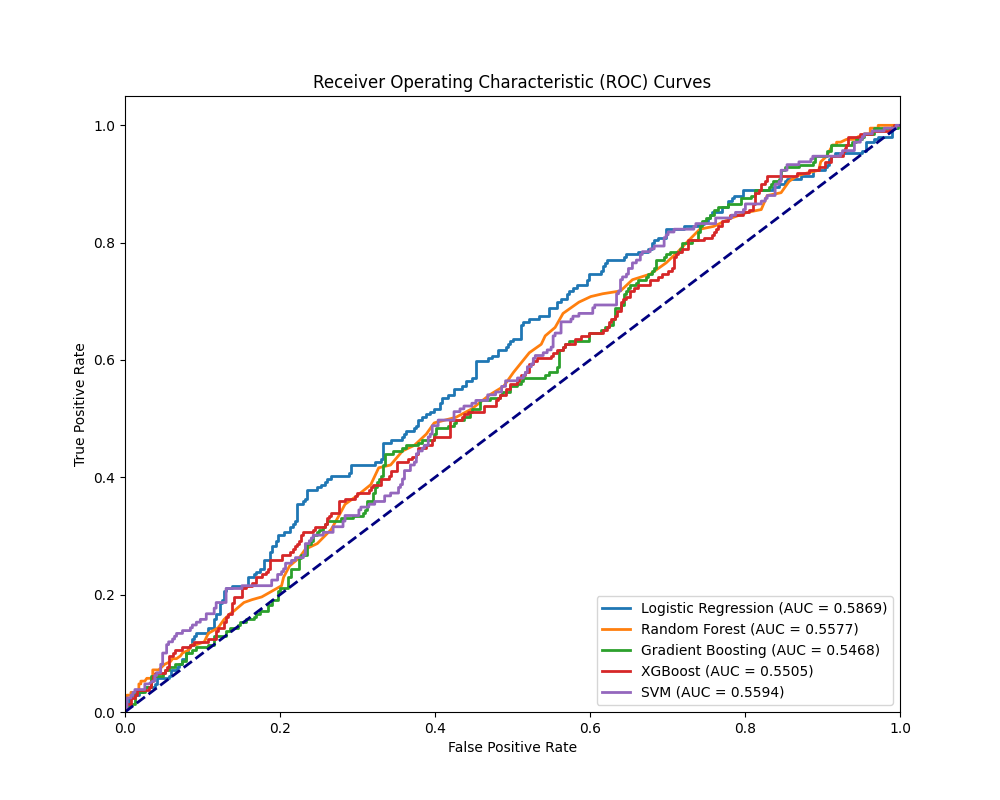 Receiver Operating Characteristic (ROC) Curves
1.0
0.8
0.6
0.4
0.2
0.0
True Positive Rate
Logistic Regression (AUC = 0.5869)
Random Forest (AUC = 0.5577)
Gradient Boosting (AUC = 0.5468)
XGBoost (AUC = 0.5505)
SVM (AUC = 0.5594)
0.0 0.2 0.4 0.6 0.8 1.0
False Positive Rate